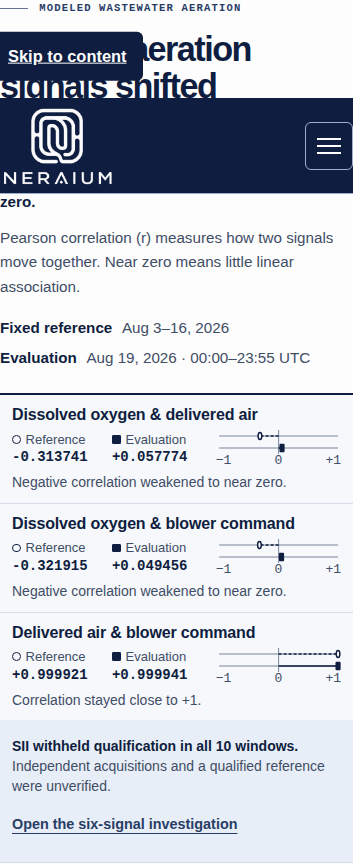 MODELED WASTEWATER AERATION
Skip to content
aeration
signals shifted
NERAIUM
zero.
Pearson correlation (r) measures how two signals
move together. Near zero means little linear
association.
Fixed reference Aug 3–16, 2026
Evaluation Aug 19, 2026 · 00:00–23:55 UTC
Dissolved oxygen & delivered air
Reference Evaluation
-0.313741 +0.057774
−1 0 +1
Negative correlation weakened to near zero.
Dissolved oxygen & blower command
Reference Evaluation
-0.321915 +0.049456
−1 0 +1
Negative correlation weakened to near zero.
Delivered air & blower command
Reference Evaluation
+0.999921 +0.999941
−1 0 +1
Correlation stayed close to +1.
SII withheld qualification in all 10 windows.
Independent acquisitions and a qualified reference
were unverified.
Open the six-signal investigation